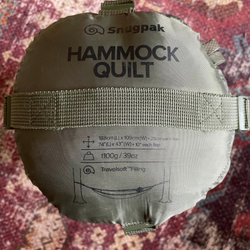 Snugpak
HAMMOCK
QUILT
1100g / 39oz
Travelsoft Filling